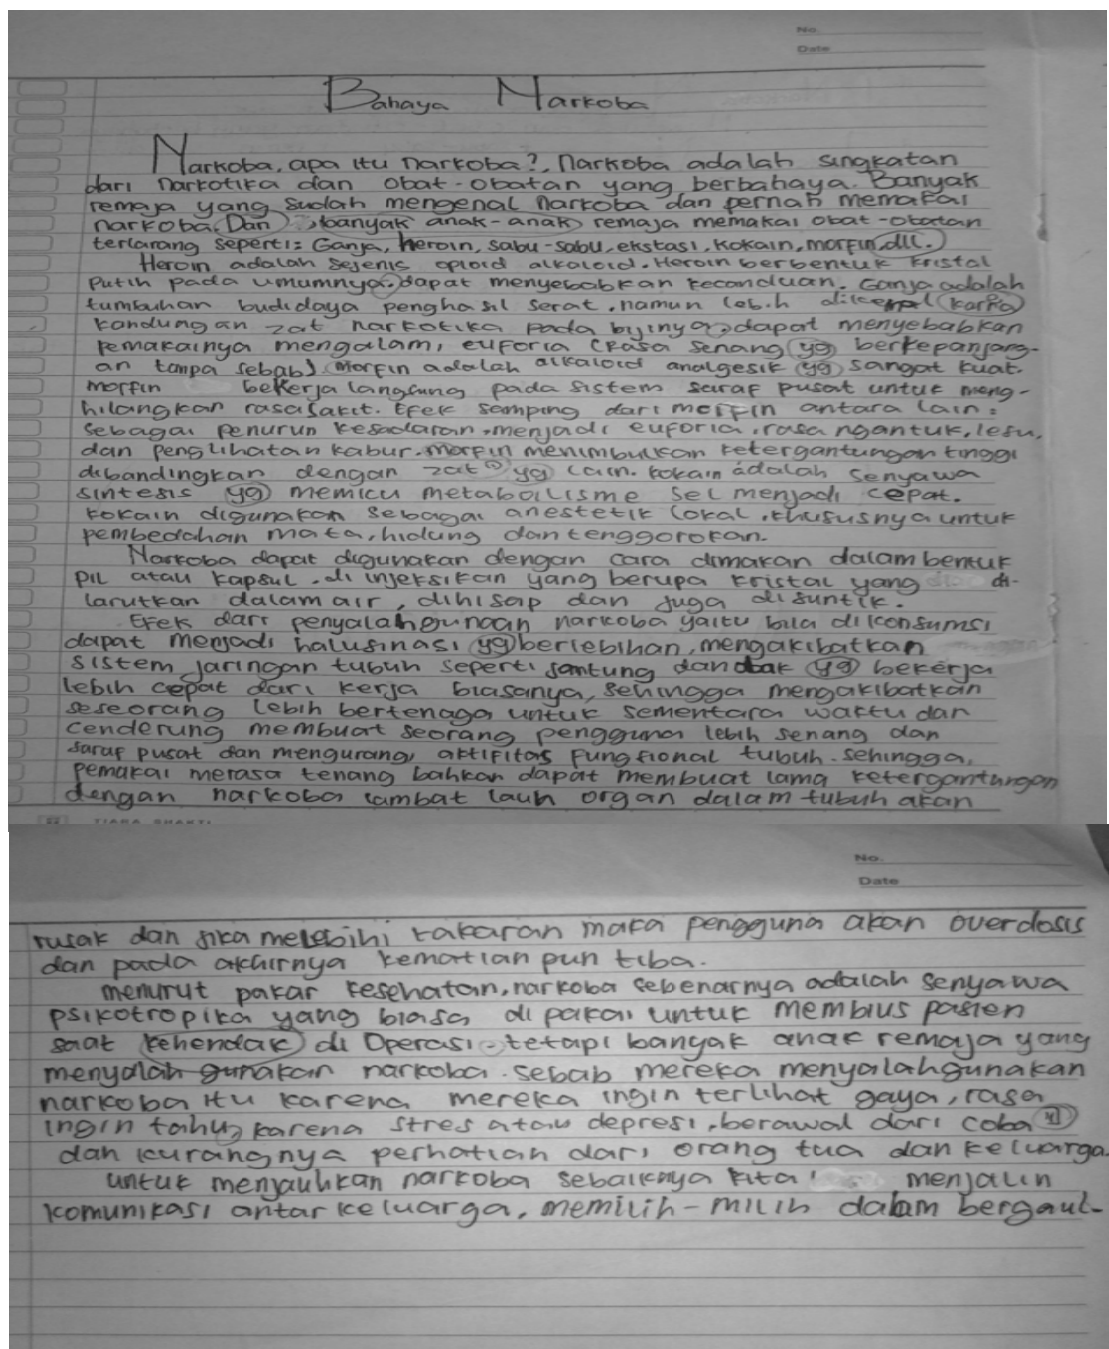 No.
Date
Bahaya Narkoba
Narkoba, apa itu narkoba?, Narkoba adalah singkatan
dari narkotika dan obat-obatan yang berbahaya. Banyak
remaja yang sudah mengenal narkoba dan pernah memakai
narkoba. Dan banyak anak-anak remaja memakai obat-obatan
terlarang seperti: Ganja, heroin, sabu-sabu, ekstasi, kokain, morfin, dll.
Heroin adalah sejenis opioid alkaloid. Heroin berbentuk kristal
Putih pada umumnya. dapat menyebabkan kecanduan. Ganja adalah
tumbuhan budidaya penghasil serat, namun lebih dikenal karna
kandungan zat narkotika pada bijinya, dapat menyebabkan
pemakainya mengalami euforia (Rasa senang yg berkepanjang-
an tanpa sebab). Morfin adalah alkaloid analgesik yg sangat kuat.
morfin bekerja langsung pada sistem saraf pusat untuk meng-
hilangkan rasa sakit. Efek samping dari morfin antara lain:
sebagai penurun kesadaran, menjadi euforia, rasa ngantuk, lesu,
dan penglihatan kabur. Morfin menimbulkan ketergantungan tinggi
dibandingkan dengan zat² yg lain. kokain adalah senyawa
sintesis yg memicu metabolisme sel menjadi cepat.
kokain digunakan sebagai anestetik lokal, khususnya untuk
pembedahan mata, hidung dan tenggorokan.
Narkoba dapat digunakan dengan cara dimakan dalam bentuk
pil atau kapsul, di injeksikan yang berupa kristal yang di-
larutkan dalam air, dihisap dan juga disuntik.
Efek dari penyalahgunaan narkoba yaitu bila dikonsumsi
dapat menjadi halusinasi yg berlebihan, mengakibatkan
sistem jaringan tubuh seperti jantung dan otak yg bekerja
lebih cepat dari kerja biasanya, sehingga mengakibatkan
seseorang lebih bertenaga untuk sementara waktu dan
cenderung membuat seorang pengguna lebih senang dan
saraf pusat dan mengurangi aktifitas fungsional tubuh. sehingga,
pemakai merasa tenang bahkan dapat membuat lama ketergantungan
dengan narkoba lambat laun organ dalam tubuh akan
TIARA SHAKTI
No.
Date
rusak dan jika melebihi takaran maka pengguna akan overdosis
dan pada akhirnya kematian pun tiba.
menurut pakar kesehatan, narkoba sebenarnya adalah senyawa
psikotropika yang biasa di pakai untuk membius pasien
saat kehendak di Operasi. tetapi banyak anak remaja yang
menyalah gunakan narkoba. sebab mereka menyalahgunakan
narkoba itu karena mereka ingin terlihat gaya, rasa
ingin tahu, karena stres atau depresi, berawal dari coba²
dan kurangnya perhatian dari orang tua dan keluarga.
untuk menjauhkan narkoba sebaiknya kita menjalin
komunikasi antar keluarga, memilih-milih dalam bergaul.